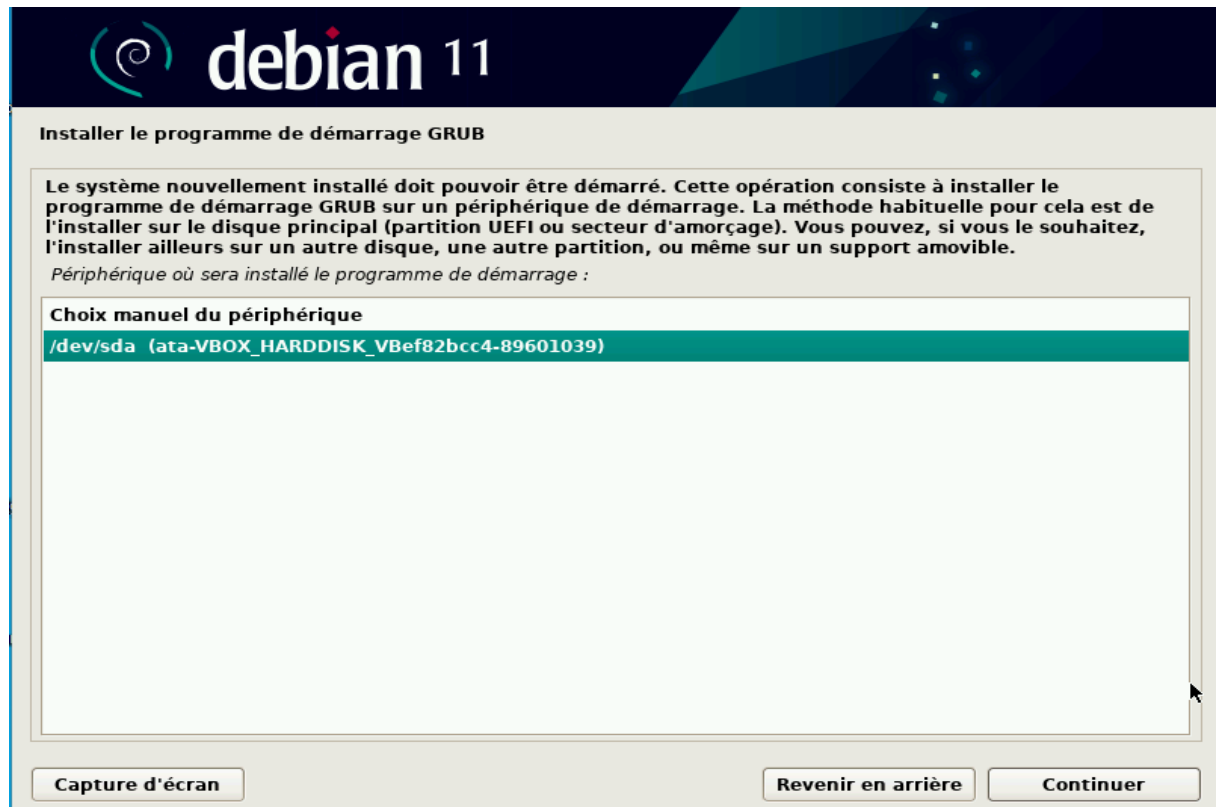 debian 11
Installer le programme de démarrage GRUB
Le système nouvellement installé doit pouvoir être démarré. Cette opération consiste à installer le
programme de démarrage GRUB sur un périphérique de démarrage. La méthode habituelle pour cela est de
l'installer sur le disque principal (partition UEFI ou secteur d'amorçage). Vous pouvez, si vous le souhaitez,
l'installer ailleurs sur un autre disque, une autre partition, ou même sur un support amovible.
Périphérique où sera installé le programme de démarrage :
Choix manuel du périphérique
/dev/sda (ata-VBOX_HARDDISK_VBef82bcc4-89601039)
Capture d'écran
Revenir en arrière
Continuer